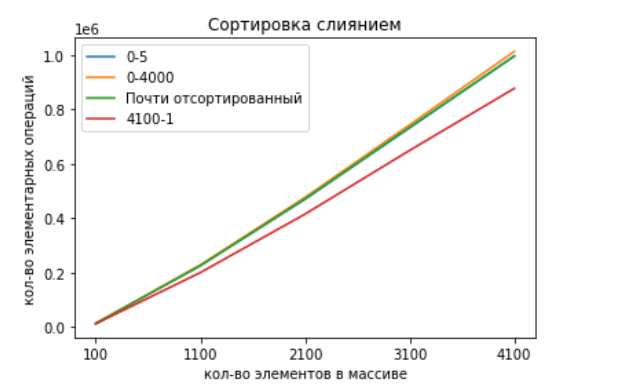 Сортировка слиянием
1e6
1.0
0.8
0.6
0.4
0.2
0.0
кол-во элементарных операций
0-5
0-4000
Почти отсортированный
4100-1
100 1100 2100 3100 4100
кол-во элементов в массиве